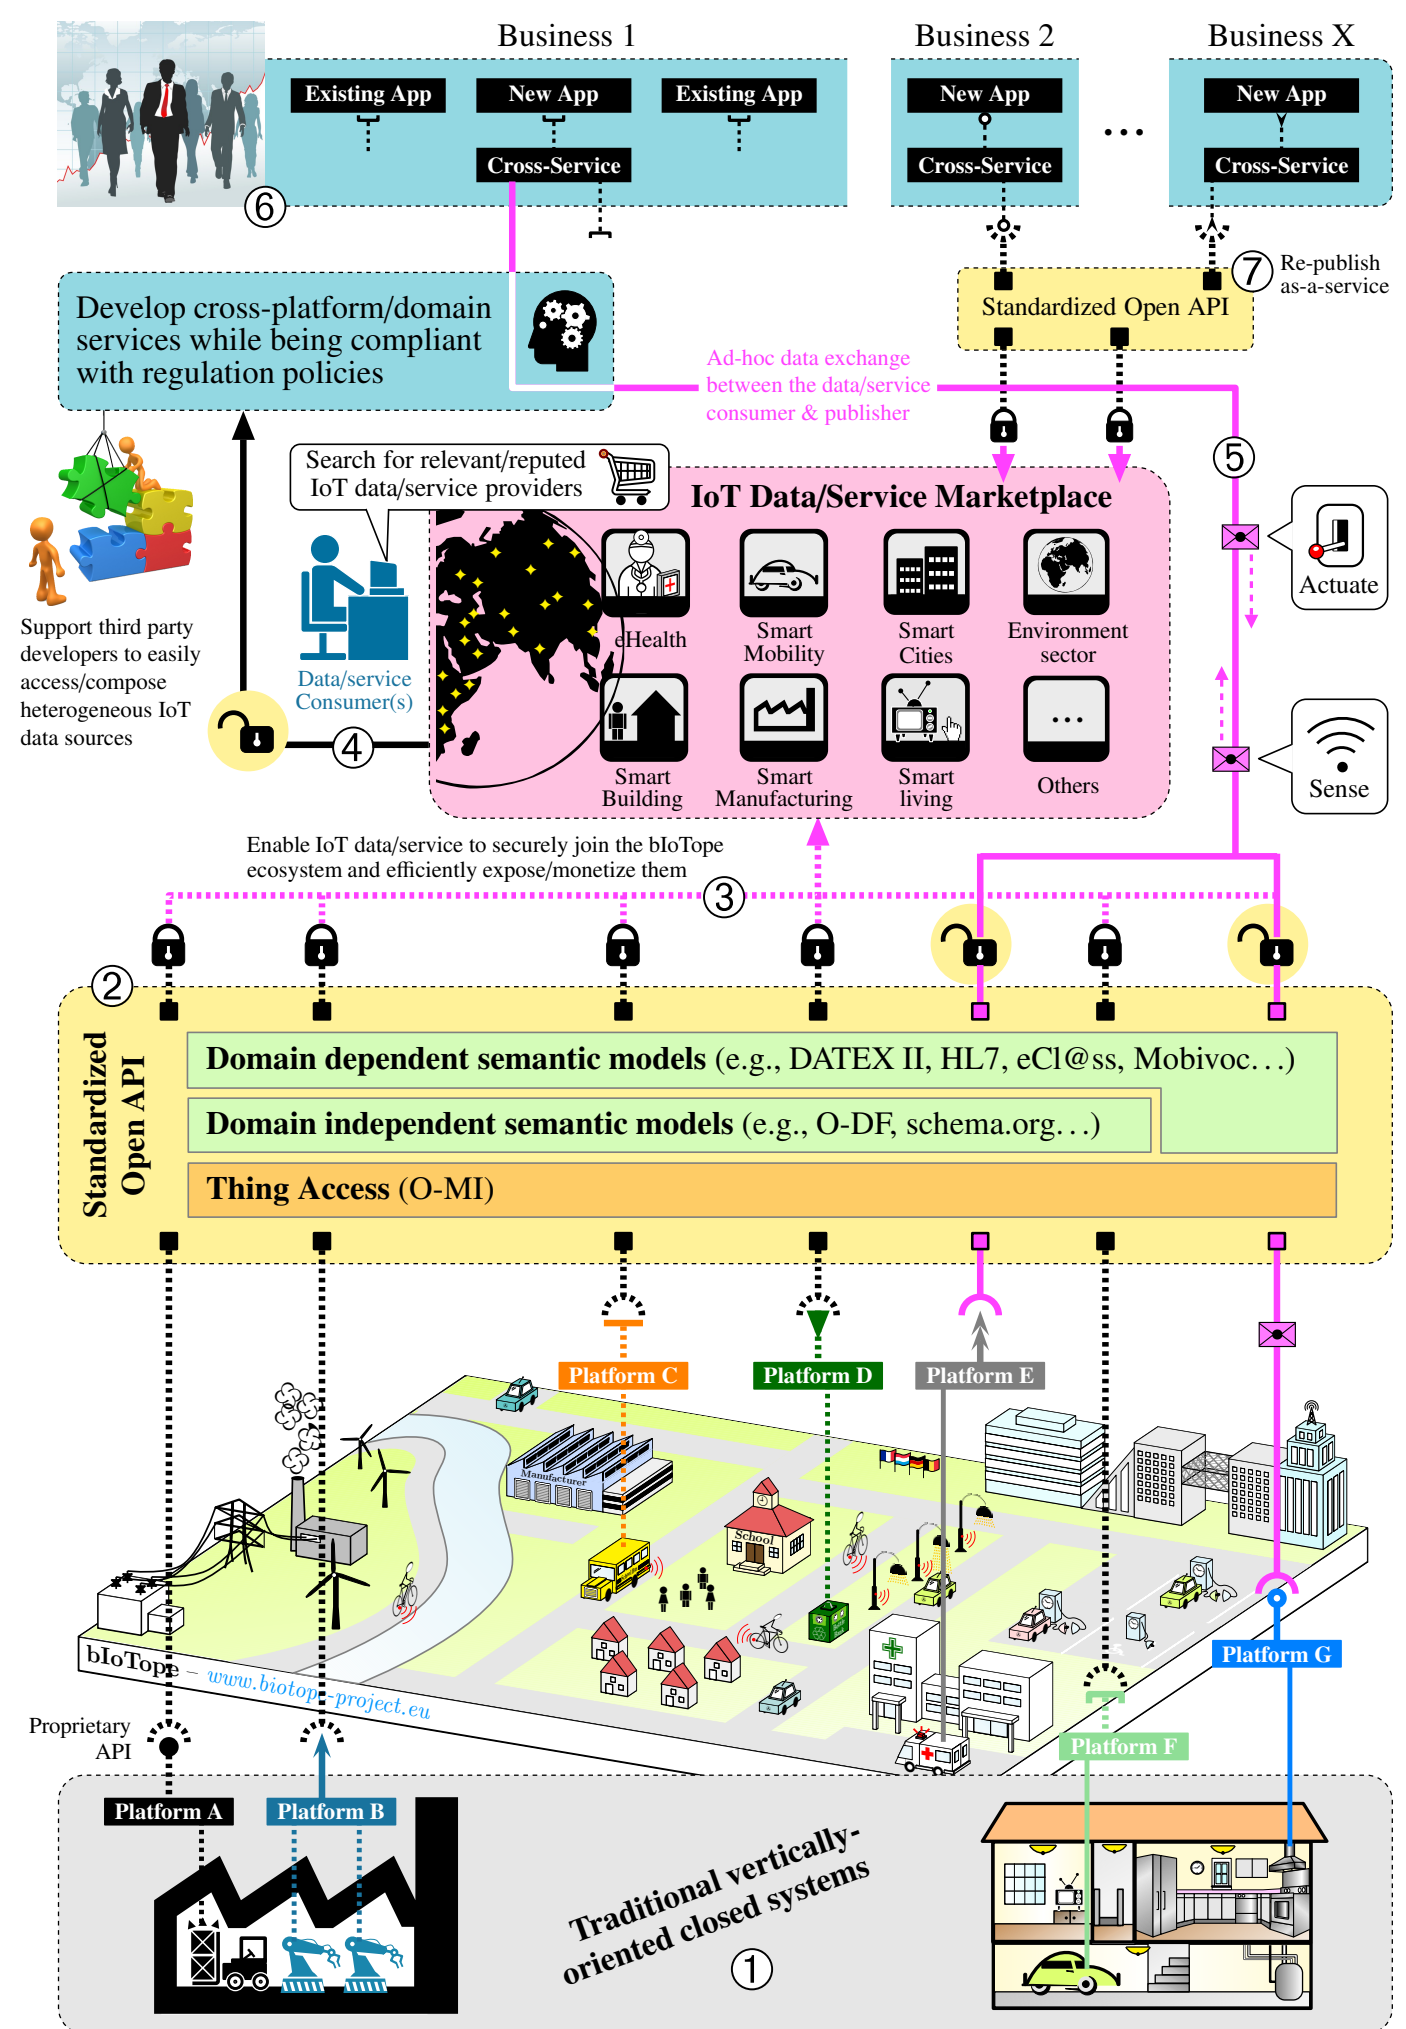 Business 1
Business 2
Business X
Existing App
New App
Existing App
New App
...
New App
Cross-Service
Cross-Service
Cross-Service
6
7
Re-publish
as-a-service
Standardized Open API
Develop cross-platform/domain
services while being compliant
with regulation policies
Ad-hoc data exchange
between the data/service
consumer & publisher
5
Search for relevant/reputed
IoT data/service providers
IoT Data/Service Marketplace
Actuate
eHealth
Smart
Mobility
Smart
Cities
Environment
sector
Support third party
developers to easily
access/compose
heterogeneous IoT
data sources
Data/service
Consumer(s)
4
...
Smart
Building
Smart
Manufacturing
Smart
living
Others
Sense
Enable IoT data/service to securely join the bIoTope
ecosystem and efficiently expose/monetize them
3
2
Standardized
Open API
Domain dependent semantic models (e.g., DATEX II, HL7, eCl@ss, Mobivoc...)
Domain independent semantic models (e.g., O-DF, schema.org...)
Thing Access (O-MI)
Platform C
Platform D
Platform E
Manufacturer
School
bIoTope – www.biotope-project.eu
Platform G
Proprietary
API
Platform F
Platform A
Platform B
Traditional vertically-
oriented closed systems
1